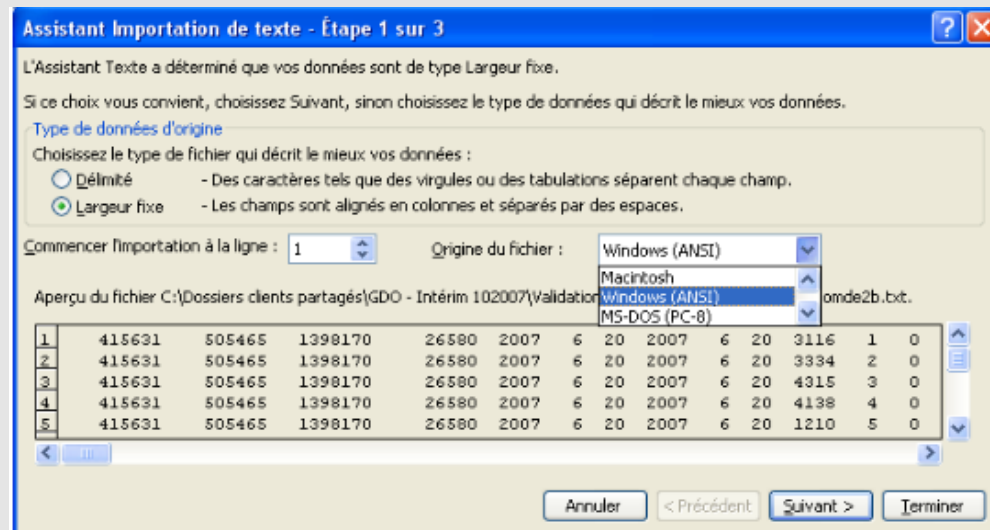 Assistant Importation de texte - Étape 1 sur 3
L'Assistant Texte a déterminé que vos données sont de type Largeur fixe.
Si ce choix vous convient, choisissez Suivant, sinon choisissez le type de données qui décrit le mieux vos données.
Type de données d'origine
Choisissez le type de fichier qui décrit le mieux vos données :
Délimité - Des caractères tels que des virgules ou des tabulations séparent chaque champ.
Largeur fixe - Les champs sont alignés en colonnes et séparés par des espaces.
Commencer l'importation à la ligne : 1 Origine du fichier : Windows (ANSI)
Macintosh
Windows (ANSI)
MS-DOS (PC-8)
Aperçu du fichier C:\Dossiers clients partagés\GDO - Intérim 102007\Validation omde2b.txt.
1 415631 505465 1398170 26580 2007 6 20 2007 6 20 3116 1 0
2 415631 505465 1398170 26580 2007 6 20 2007 6 20 3334 2 0
3 415631 505465 1398170 26580 2007 6 20 2007 6 20 4315 3 0
4 415631 505465 1398170 26580 2007 6 20 2007 6 20 4138 4 0
5 415631 505465 1398170 26580 2007 6 20 2007 6 20 1210 5 0
Annuler < Précédent Suivant > Terminer